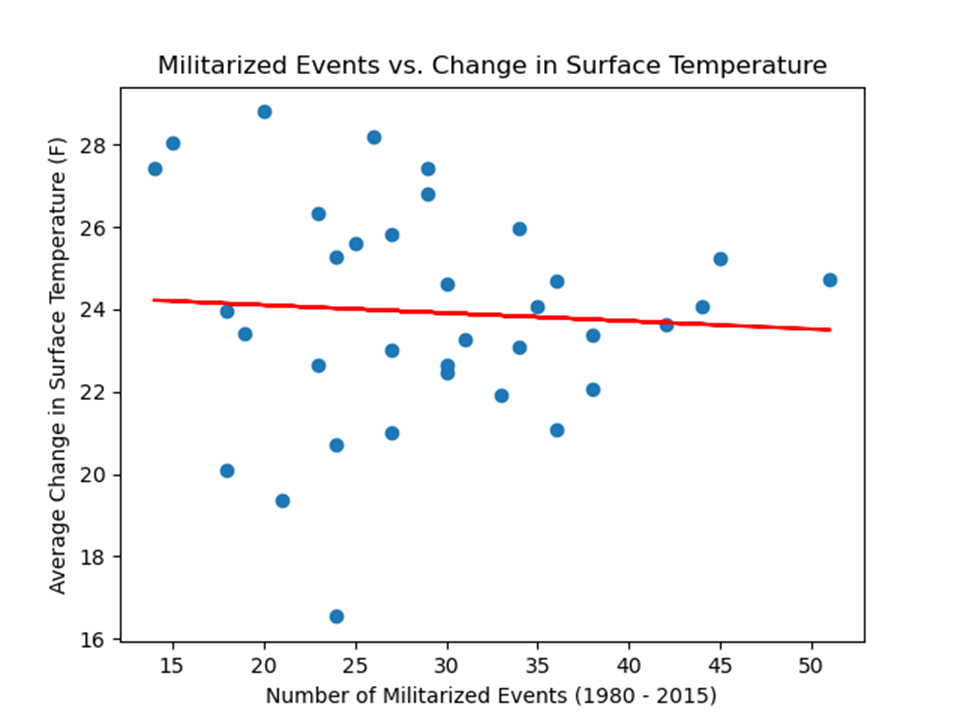 Militarized Events vs. Change in Surface Temperature
Average Change in Surface Temperature (F)
28
26
24
22
20
18
16
15 20 25 30 35 40 45 50
Number of Militarized Events (1980 - 2015)